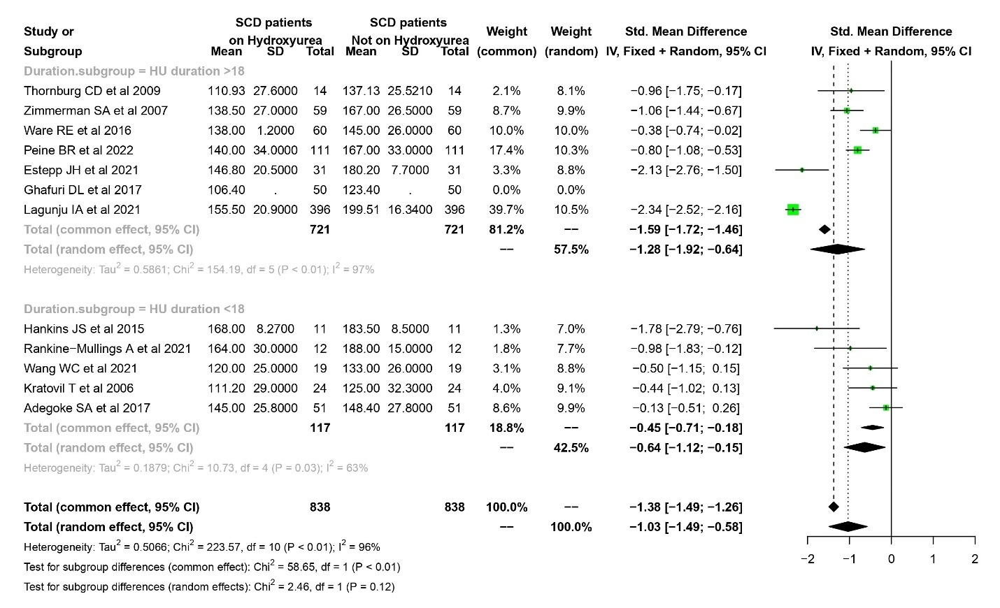 SCD patients SCD patients
Study or on Hydroxyurea Not on Hydroxyurea Weight Weight Std. Mean Difference Std. Mean Difference
Subgroup Mean SD Total Mean SD Total (common) (random) IV, Fixed + Random, 95% CI IV, Fixed + Random, 95% CI
Duration.subgroup = HU duration >18
Thornburg CD et al 2009 110.93 27.6000 14 137.13 25.5210 14 2.1% 8.1% −0.96 [−1.75; −0.17]
Zimmerman SA et al 2007 138.50 27.0000 59 167.00 26.5000 59 8.7% 9.9% −1.06 [−1.44; −0.67]
Ware RE et al 2016 138.00 1.2000 60 145.00 26.0000 60 10.0% 10.0% −0.38 [−0.74; −0.02]
Peine BR et al 2022 140.00 34.0000 111 167.00 33.0000 111 17.4% 10.3% −0.80 [−1.08; −0.53]
Estepp JH et al 2021 146.80 20.5000 31 180.20 7.7000 31 3.3% 8.8% −2.13 [−2.76; −1.50]
Ghafuri DL et al 2017 106.40 . 50 123.40 . 50 0.0% 0.0%
Lagunju IA et al 2021 155.50 20.9000 396 199.51 16.3400 396 39.7% 10.5% −2.34 [−2.52; −2.16]
Total (common effect, 95% CI) 721 721 81.2% −− −1.59 [−1.72; −1.46]
Total (random effect, 95% CI) −− 57.5% −1.28 [−1.92; −0.64]
Heterogeneity: Tau² = 0.5861; Chi² = 154.19, df = 5 (P < 0.01); I² = 97%
Duration.subgroup = HU duration <18
Hankins JS et al 2015 168.00 8.2700 11 183.50 8.5000 11 1.3% 7.0% −1.78 [−2.79; −0.76]
Rankine−Mullings A et al 2021 164.00 30.0000 12 188.00 15.0000 12 1.8% 7.7% −0.98 [−1.83; −0.12]
Wang WC et al 2021 120.00 25.0000 19 133.00 26.0000 19 3.1% 8.8% −0.50 [−1.15; 0.15]
Kratovil T et al 2006 111.20 29.0000 24 125.00 32.3000 24 4.0% 9.1% −0.44 [−1.02; 0.13]
Adegoke SA et al 2017 145.00 25.8000 51 148.40 27.8000 51 8.6% 9.9% −0.13 [−0.51; 0.26]
Total (common effect, 95% CI) 117 117 18.8% −− −0.45 [−0.71; −0.18]
Total (random effect, 95% CI) −− 42.5% −0.64 [−1.12; −0.15]
Heterogeneity: Tau² = 0.1879; Chi² = 10.73, df = 4 (P = 0.03); I² = 63%
Total (common effect, 95% CI) 838 838 100.0% −− −1.38 [−1.49; −1.26]
Total (random effect, 95% CI) −− 100.0% −1.03 [−1.49; −0.58]
Heterogeneity: Tau² = 0.5066; Chi² = 223.57, df = 10 (P < 0.01); I² = 96%
−2 −1 0 1 2
Test for subgroup differences (common effect): Chi² = 58.65, df = 1 (P < 0.01)
Test for subgroup differences (random effects): Chi² = 2.46, df = 1 (P = 0.12)